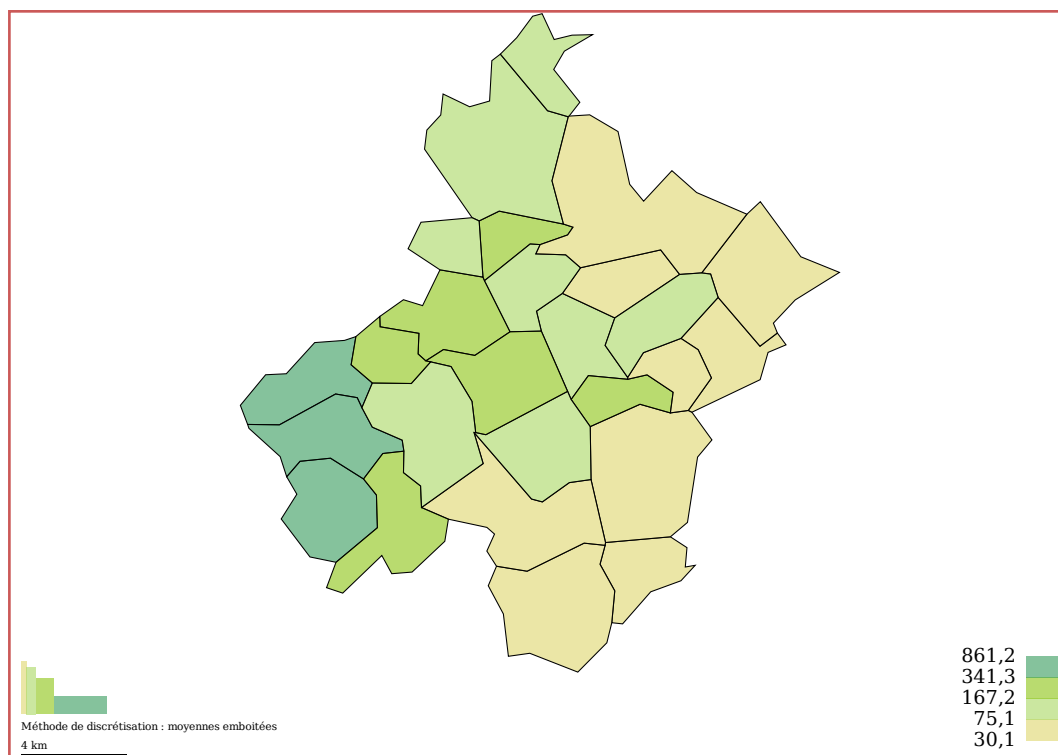 861,2
341,3
167,2
75,1
30,1
Méthode de discrétisation : moyennes emboitées
4 km